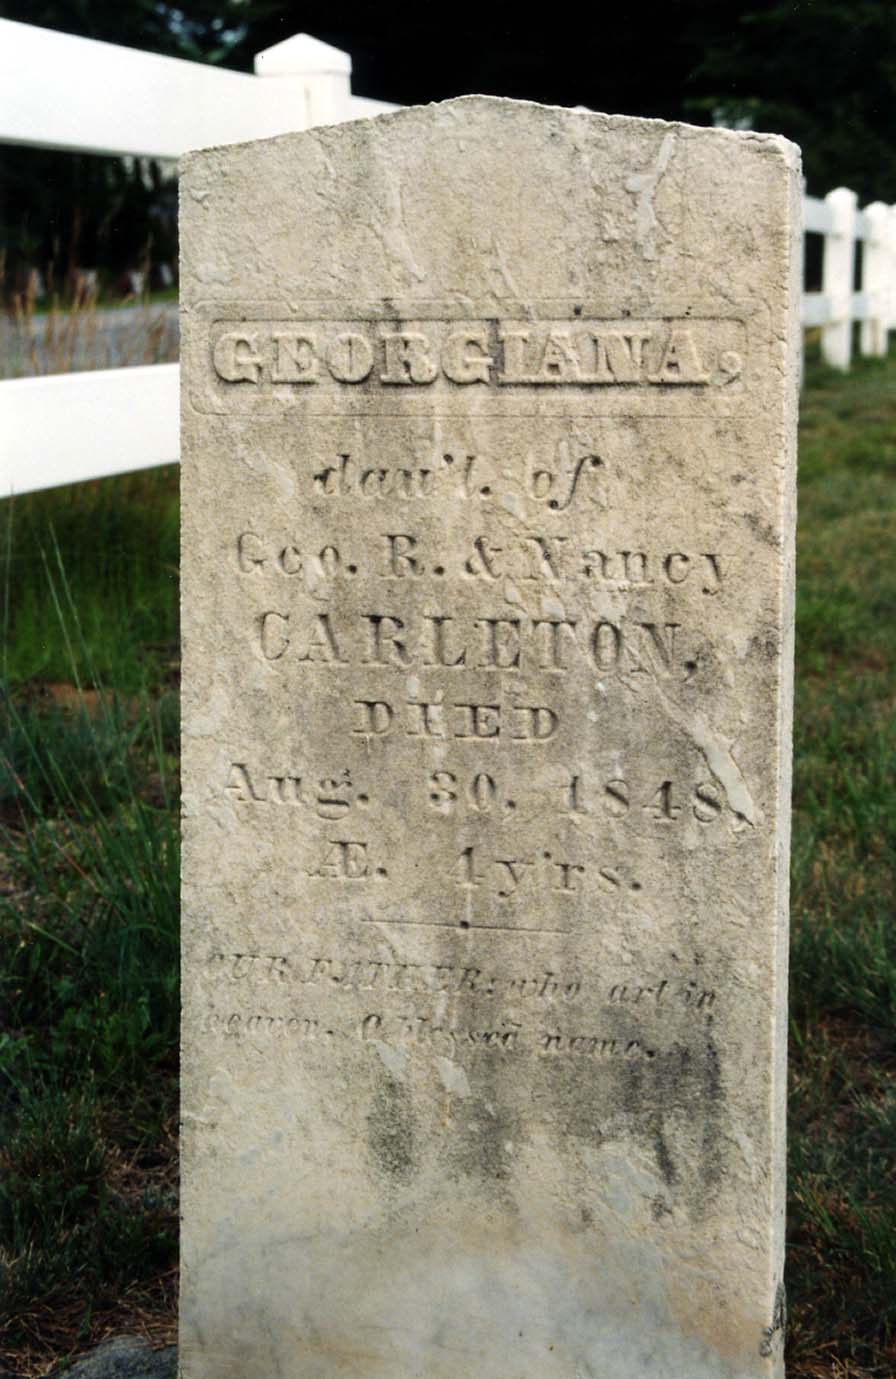 GEORGIANA,
dau't. of
Geo. R. & Nancy
CARLETON,
DIED
Aug. 30, 1848
Æ. 4 y'rs.
OUR FATHER: who art in
heaven. O blessed name.